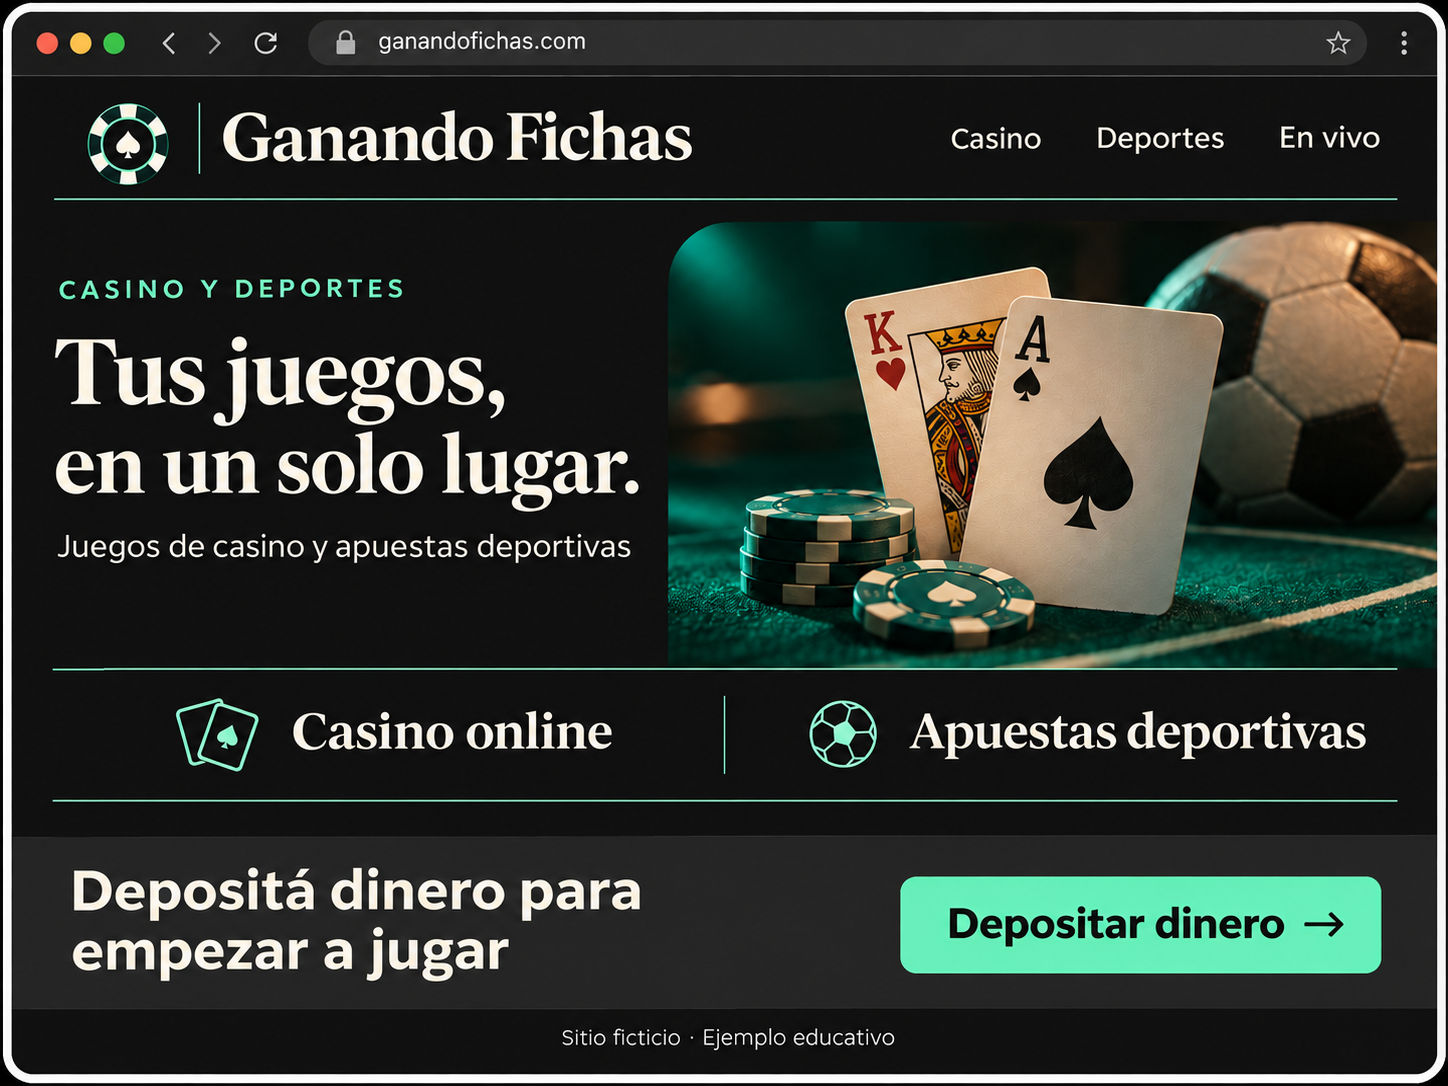 ganandofichas.com
Ganando Fichas
Casino
Deportes
En vivo
CASINO Y DEPORTES
Tus juegos,
en un solo lugar.
Juegos de casino y apuestas deportivas
K
A
Casino online
Apuestas deportivas
Depositá dinero para
empezar a jugar
Depositar dinero →
Sitio ficticio · Ejemplo educativo